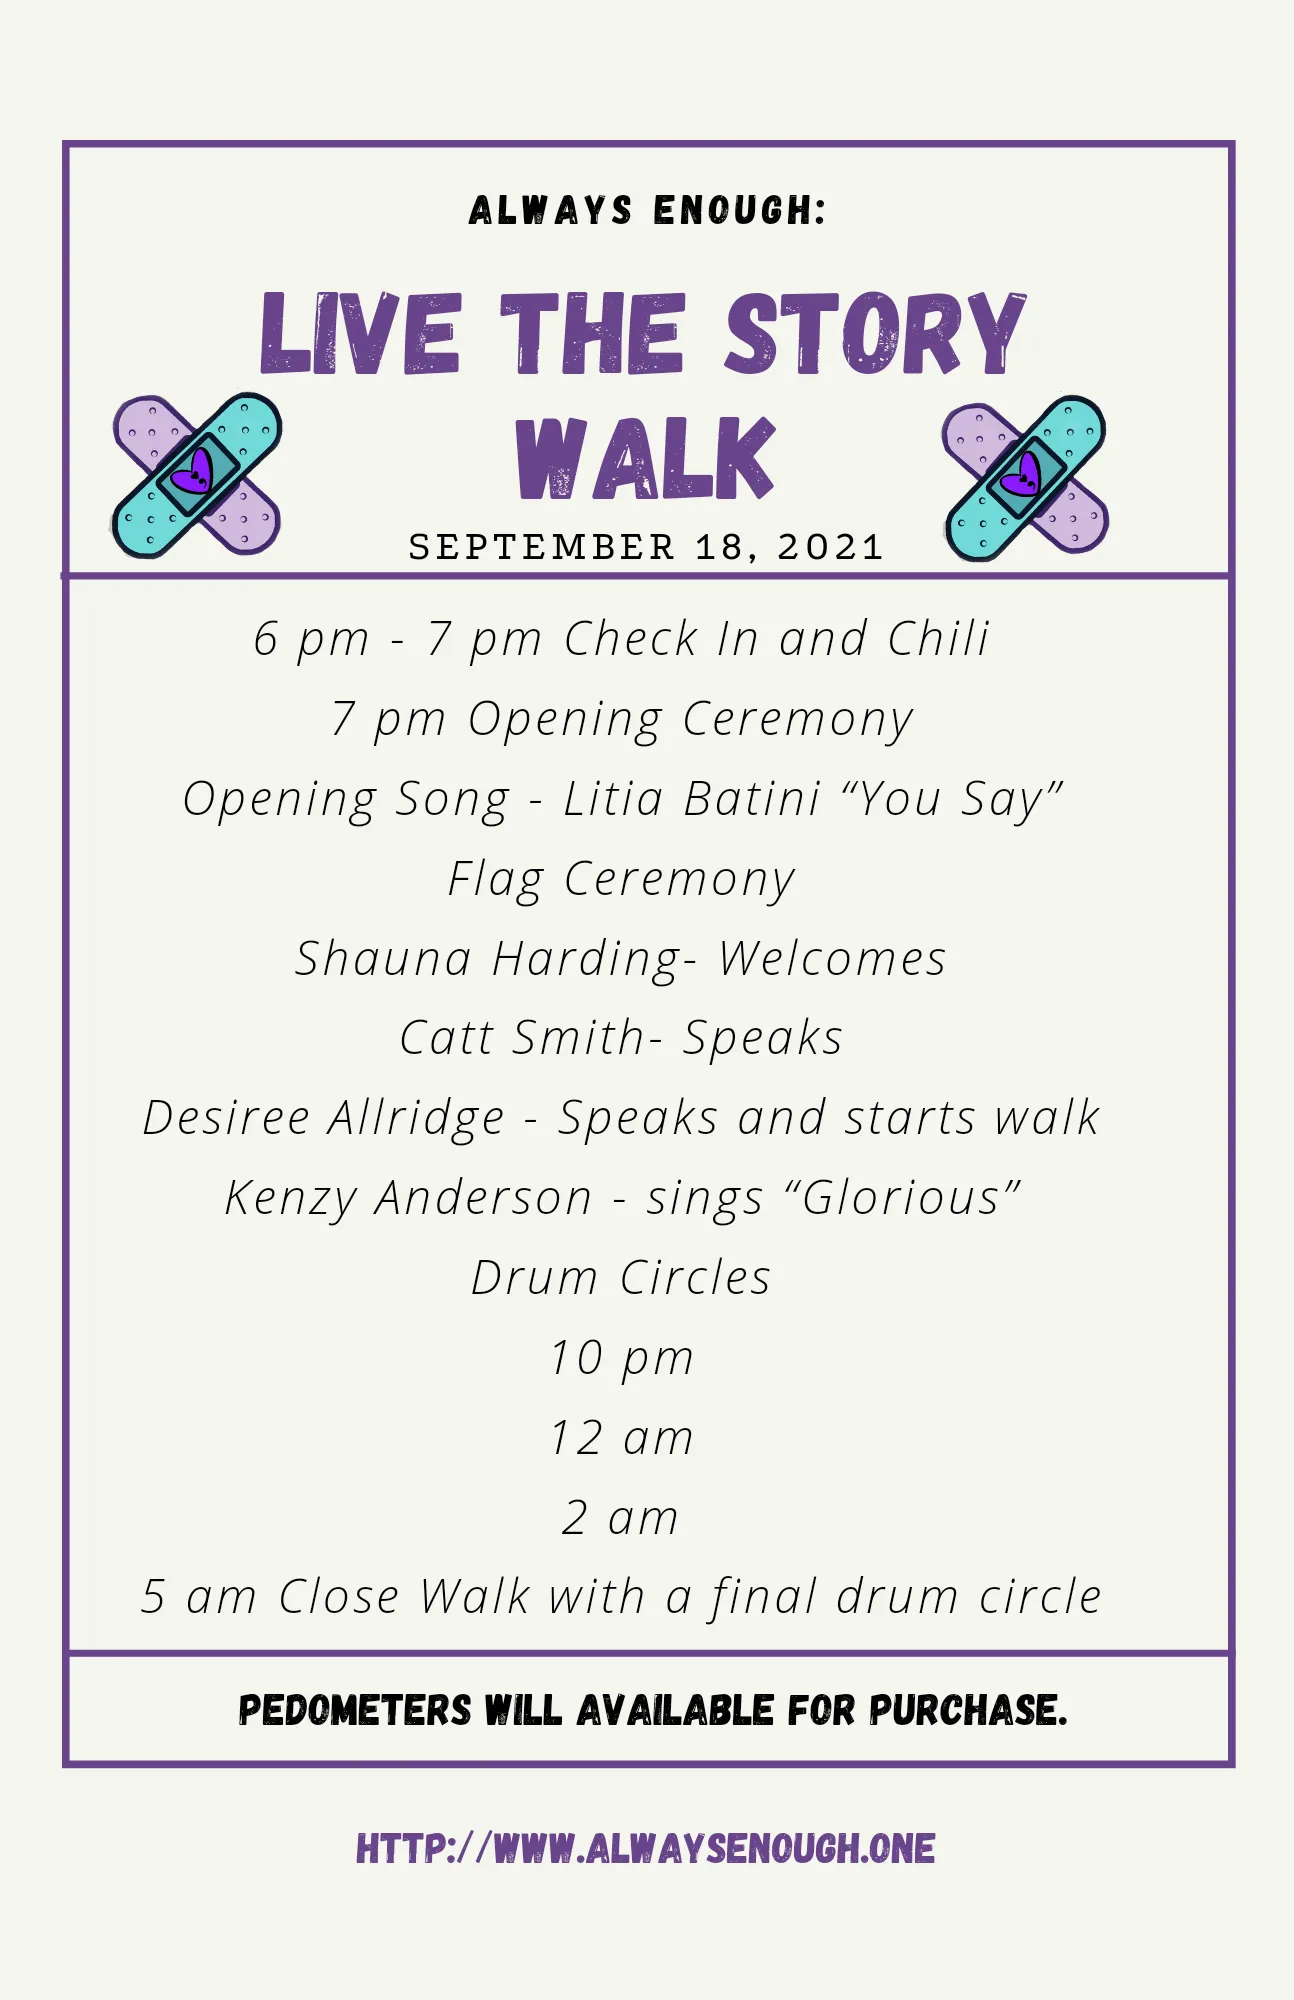 ALWAYS ENOUGH:
LIVE THE STORY
WALK
SEPTEMBER 18, 2021
6 pm - 7 pm Check In and Chili
7 pm Opening Ceremony
Opening Song - Litia Batini “You Say”
Flag Ceremony
Shauna Harding- Welcomes
Catt Smith- Speaks
Desiree Allridge - Speaks and starts walk
Kenzy Anderson - sings “Glorious”
Drum Circles
10 pm
12 am
2 am
5 am Close Walk with a final drum circle
PEDOMETERS WILL AVAILABLE FOR PURCHASE.
HTTP://WWW.ALWAYSENOUGH.ONE